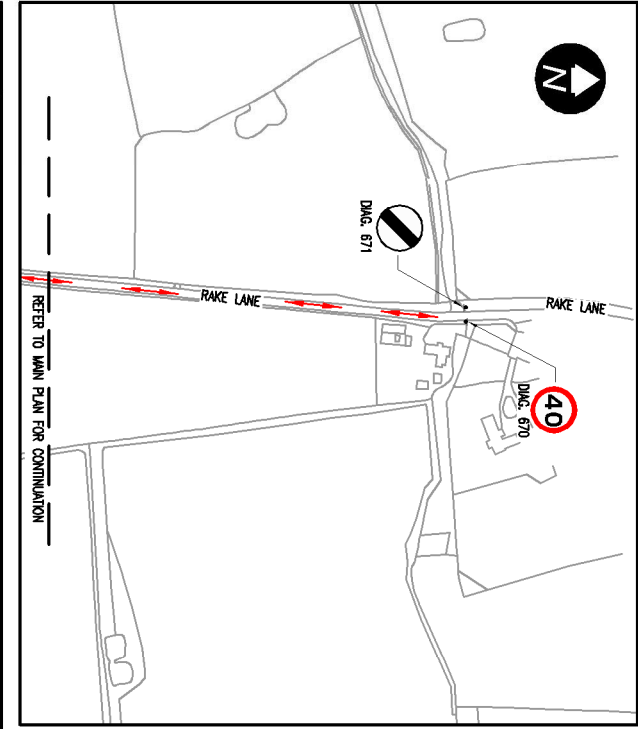 N
DIAG. 671
RAKE LANE
RAKE LANE
40
DIAG. 670
REFER TO MAIN PLAN FOR CONTINUATION